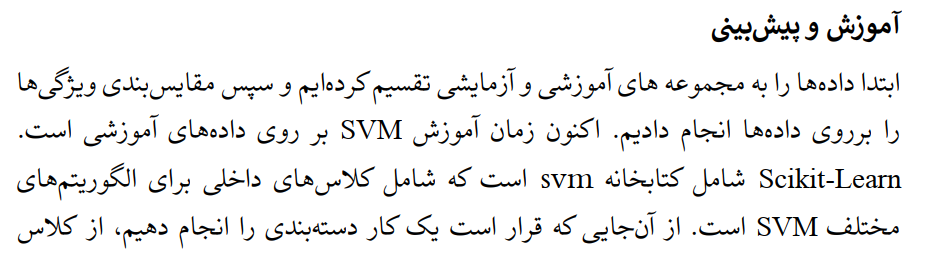 آموزش و پیش‌بینی
ابتدا داده‌ها را به مجموعه های آموزشی و آزمایشی تقسیم کرده‌ایم و سپس مقایس‌بندی ویژگی‌ها
را برروی داده‌ها انجام دادیم. اکنون زمان آموزش SVM بر روی داده‌های آموزشی است.
Scikit-Learn شامل کتابخانه svm است که شامل کلاس‌های داخلی برای الگوریتم‌های
مختلف SVM است. از آن‌جایی که قرار است یک کار دسته‌بندی را انجام دهیم، از کلاس